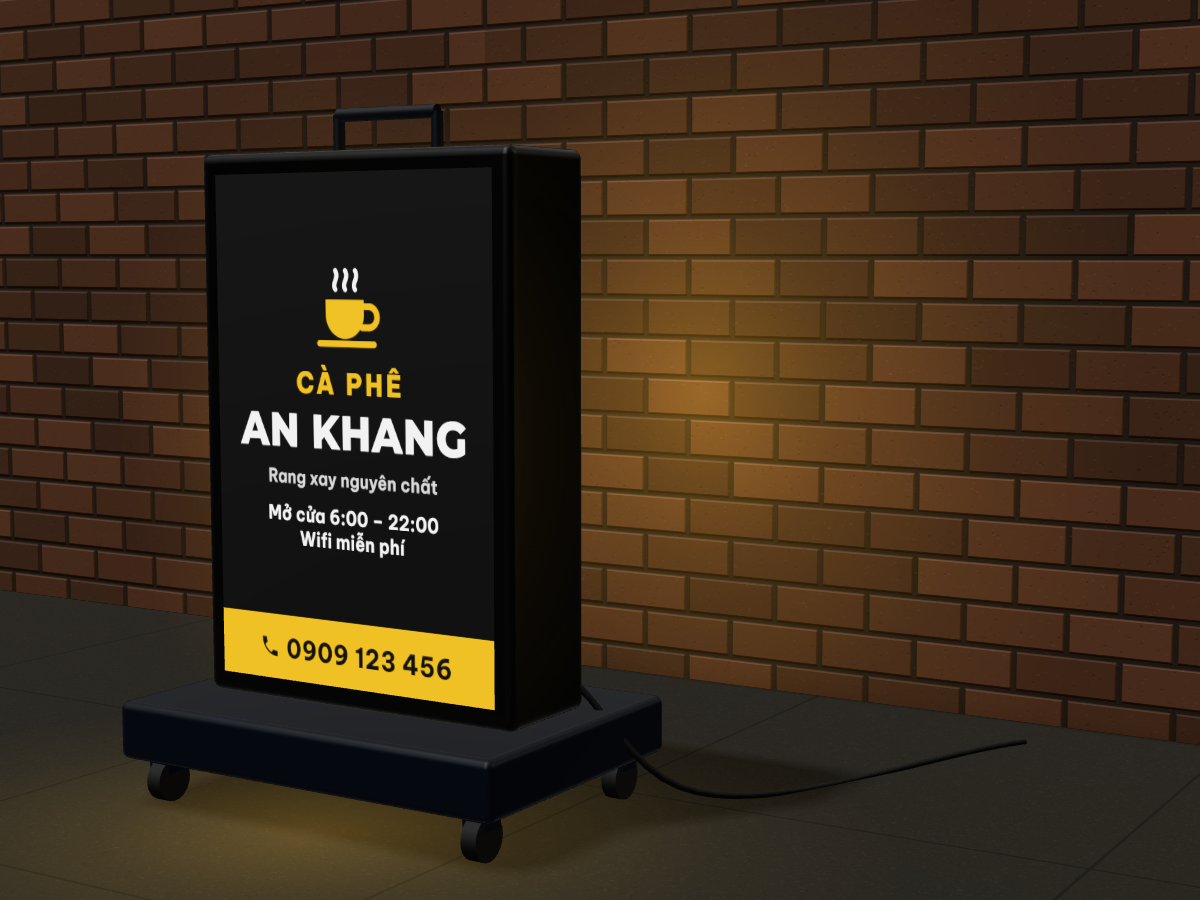 CÀ PHÊ
AN KHANG
Rang xay nguyên chất
Mở cửa 6:00 – 22:00
Wifi miễn phí
0909 123 456